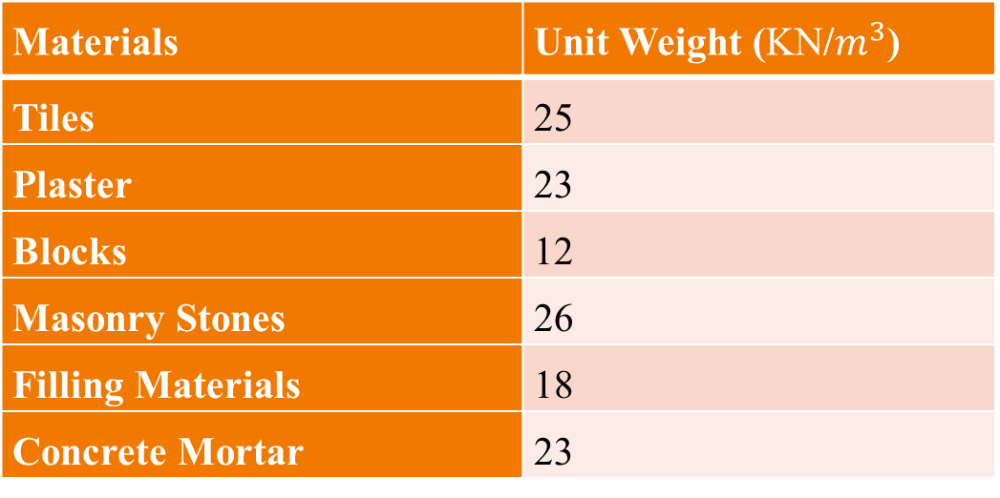 Materials Unit Weight (KN/m³)
Tiles 25
Plaster 23
Blocks 12
Masonry Stones 26
Filling Materials 18
Concrete Mortar 23